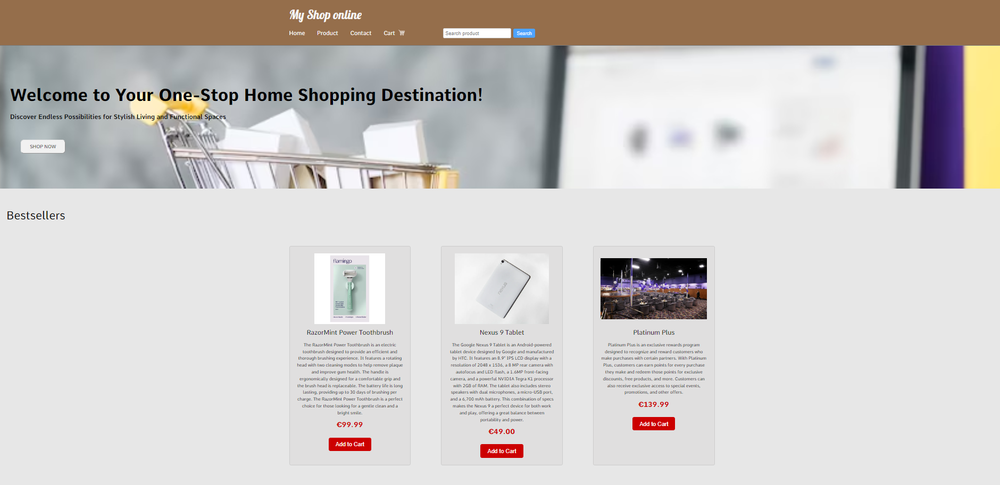 My Shop online
Home Product Contact Cart
Search product Search
Welcome to Your One-Stop Home Shopping Destination!
Discover Endless Possibilities for Stylish Living and Functional Spaces
SHOP NOW
Bestsellers
flamingo
RazorMint Power Toothbrush
The RazorMint Power Toothbrush is an electric
toothbrush designed to provide an efficient and
thorough brushing experience. It features a rotating
head with two cleaning modes to help remove plaque
and improve gum health. The handle is
ergonomically designed for a comfortable grip and
the brush head is replaceable. The battery life is long
lasting, providing up to 30 days of brushing per
charge. The RazorMint Power Toothbrush is a perfect
choice for those looking for a gentle clean and a
bright smile.
€99.99
Add to Cart
nexus
Nexus 9 Tablet
The Google Nexus 9 Tablet is an Android-powered
tablet device designed by Google and manufactured
by HTC. It features an 8.9" IPS LCD display with a
resolution of 2048 x 1536, a 8 MP rear camera with
autofocus and LED flash, a 1.6MP front-facing
camera, and a powerful NVIDIA Tegra K1 processor
with 2GB of RAM. The tablet also includes stereo
speakers with dual microphones, a micro-USB port,
and a 6,700 mAh battery. This combination of specs
makes the Nexus 9 a perfect device for both work
and play, offering a great balance between
portability and power.
€49.00
Add to Cart
Platinum Plus
Platinum Plus is an exclusive rewards program
designed to recognize and reward customers who
make purchases with certain partners. With Platinum
Plus, customers can earn points for every purchase
they make and redeem those points for exclusive
discounts, free products, and more. Customers can
also receive exclusive access to special events,
promotions, and other offers.
€139.99
Add to Cart